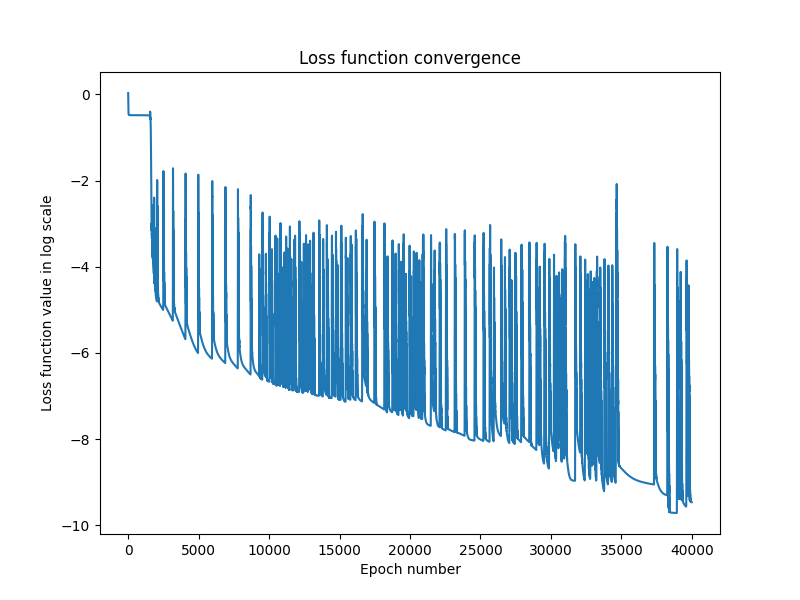 Loss function convergence
0
−2
−4
−6
−8
−10
Loss function value in log scale
0 5000 10000 15000 20000 25000 30000 35000 40000
Epoch number